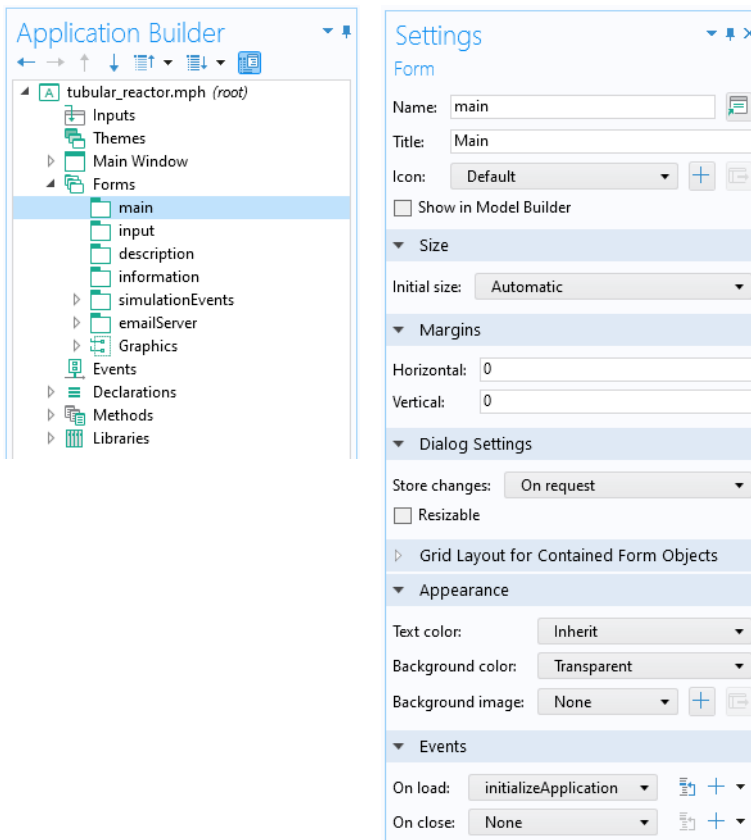 Application Builder
A tubular_reactor.mph (root)
Inputs
Themes
Main Window
Forms
main
input
description
information
simulationEvents
emailServer
Graphics
Events
Declarations
Methods
Libraries
Settings
Form
Name: main
Title: Main
Icon: Default
Show in Model Builder
Size
Initial size: Automatic
Margins
Horizontal: 0
Vertical: 0
Dialog Settings
Store changes: On request
Resizable
Grid Layout for Contained Form Objects
Appearance
Text color: Inherit
Background color: Transparent
Background image: None
Events
On load: initializeApplication
On close: None